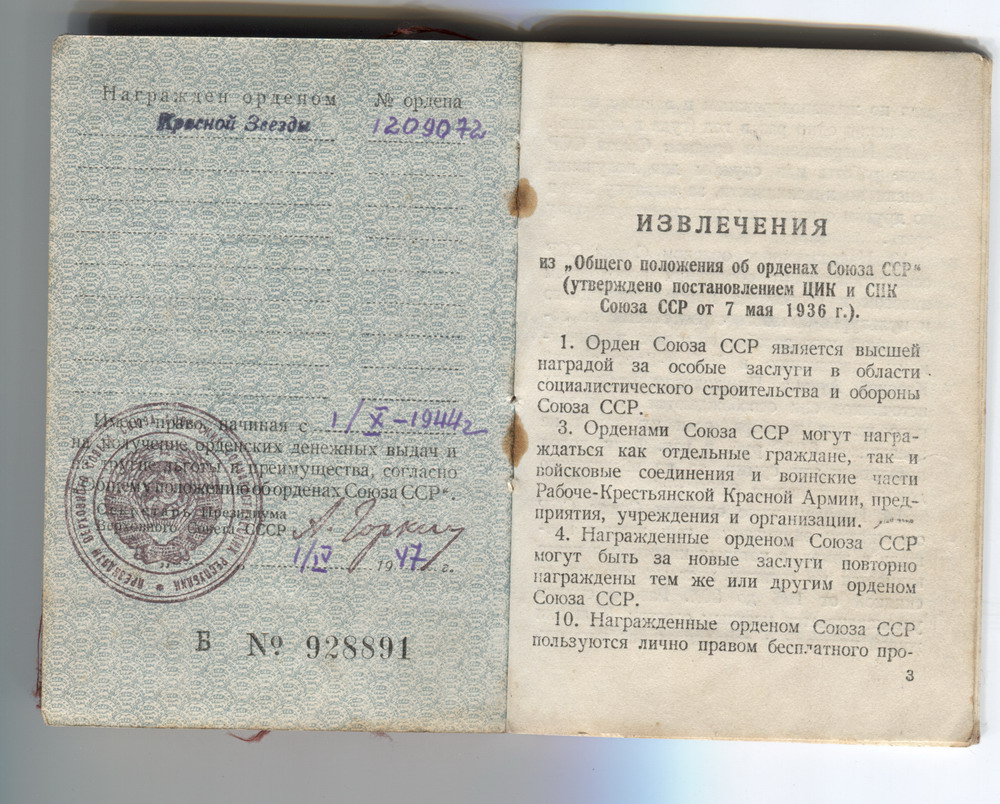 Награжден орденом № ордена
Красной Звезды 1209072
Имеет право, начиная с 1/X-1944г
на получение орденских денежных выдач и
другие льготы и преимущества, согласно
общему положению об орденах Союза ССР".
Секретарь Президиума
Верховного Совета СССР А. Горкин
1/IV 1947 г.
Б № 928891
ИЗВЛЕЧЕНИЯ
из „Общего положения об орденах Союза ССР"
(утверждено постановлением ЦИК и СНК
Союза ССР от 7 мая 1936 г.).
1. Орден Союза ССР является высшей
наградой за особые заслуги в области
социалистического строительства и обороны
Союза ССР.
3. Орденами Союза ССР могут награ-
ждаться как отдельные граждане, так и
войсковые соединения и воинские части
Рабоче-Крестьянской Красной Армии, пред-
приятия, учреждения и организации.
4. Награжденные орденом Союза ССР
могут быть за новые заслуги повторно
награждены тем же или другим орденом
Союза ССР.
10. Награжденные орденом Союза ССР
пользуются лично правом бесплатного про-
3